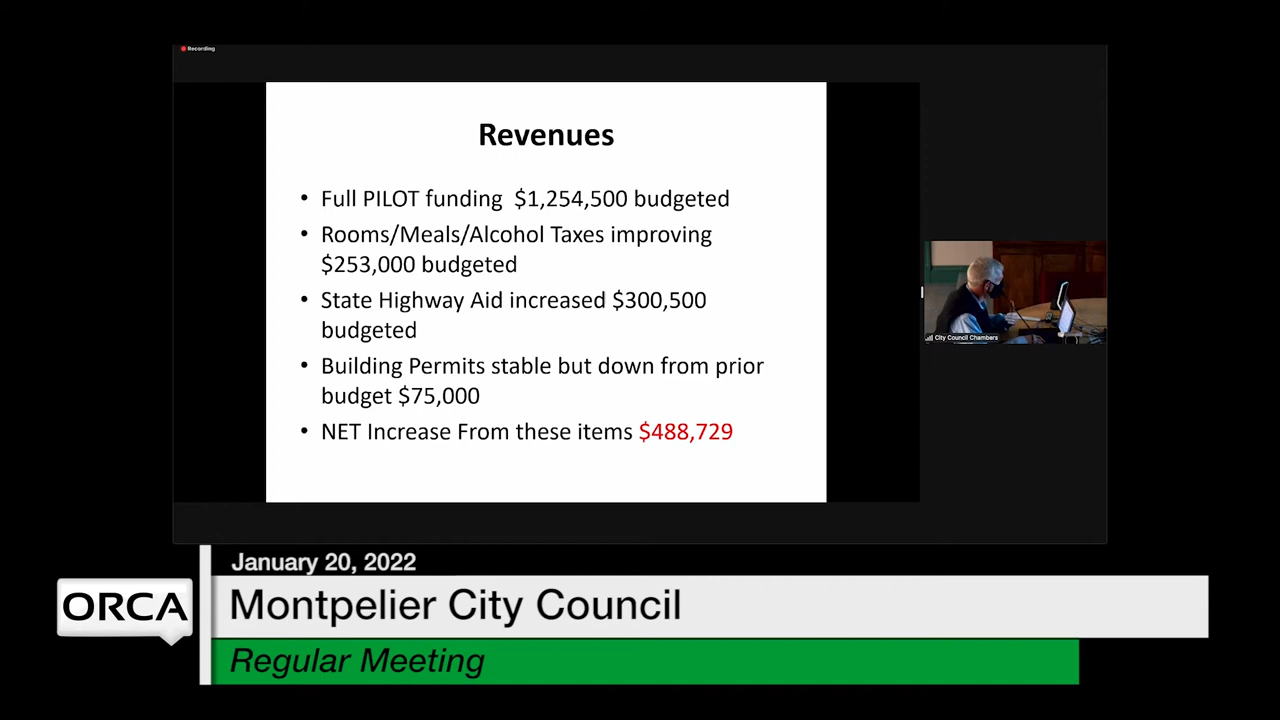 Recording
Revenues
• Full PILOT funding $1,254,500 budgeted
• Rooms/Meals/Alcohol Taxes improving
$253,000 budgeted
• State Highway Aid increased $300,500
budgeted
• Building Permits stable but down from prior
budget $75,000
• NET Increase From these items $488,729
City Council Chambers
January 20, 2022
ORCA
Montpelier City Council
Regular Meeting